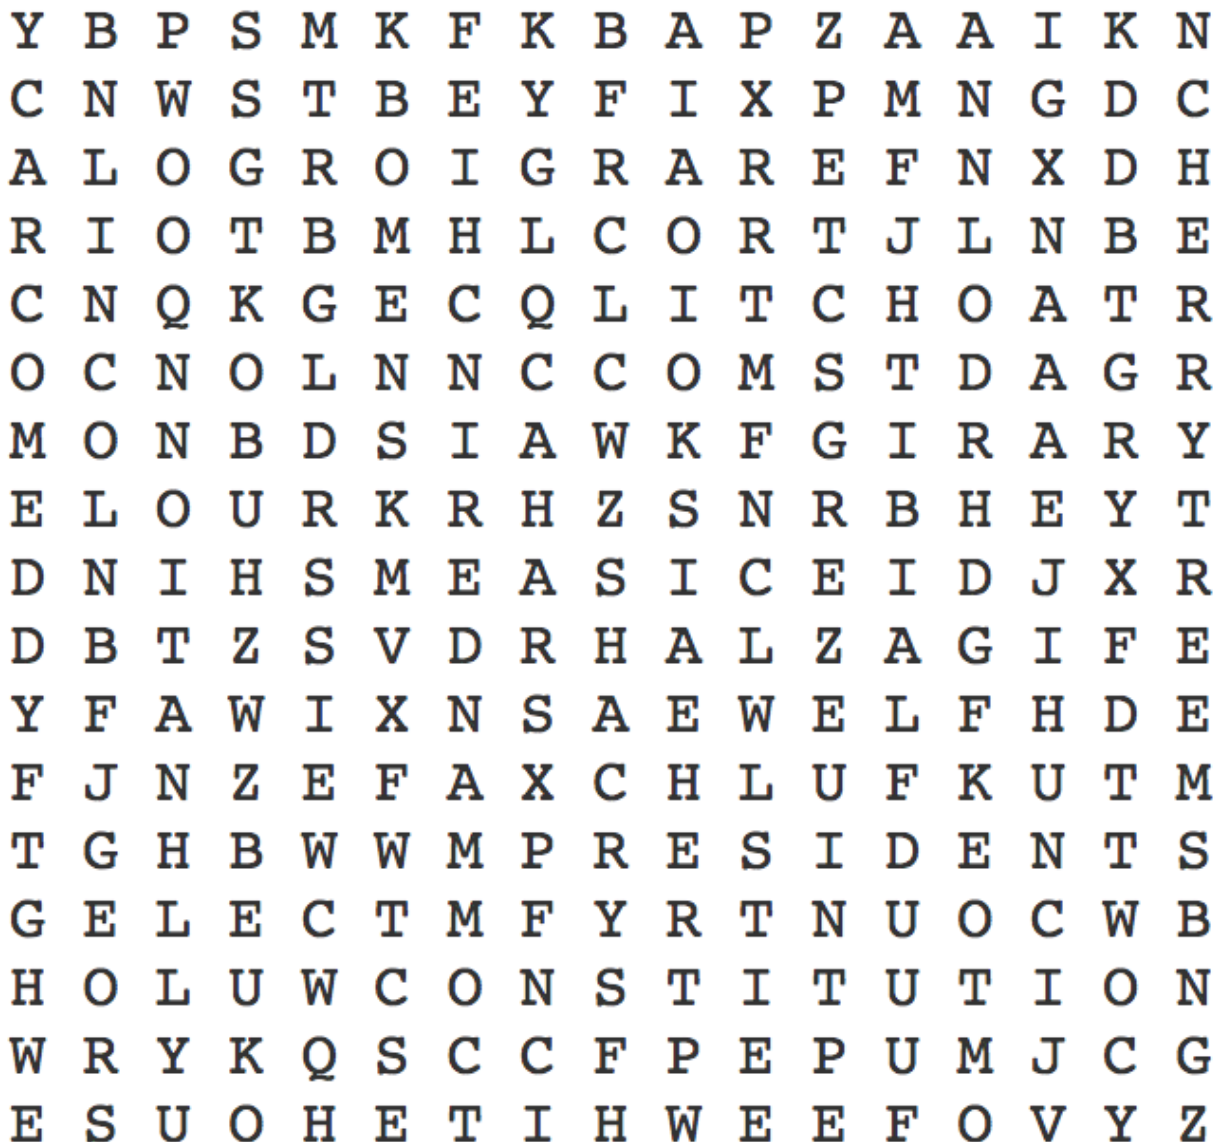 Y B P S M K F K B A P Z A A I K N
C N W S T B E Y F I X P M N G D C
A L O G R O I G R A R E F N X D H
R I O T B M H L C O R T J L N B E
C N Q K G E C Q L I T C H O A T R
O C N O L N N C C O M S T D A G R
M O N B D S I A W K F G I R A R Y
E L O U R K R H Z S N R B H E Y T
D N I H S M E A S I C E I D J X R
D B T Z S V D R H A L Z A G I F E
Y F A W I X N S A E W E L F H D E
F J N Z E F A X C H L U F K U T M
T G H B W W M P R E S I D E N T S
G E L E C T M F Y R T N U O C W B
H O L U W C O N S T I T U T I O N
W R Y K Q S C C F P E P U M J C G
E S U O H E T I H W E E F O V Y Z